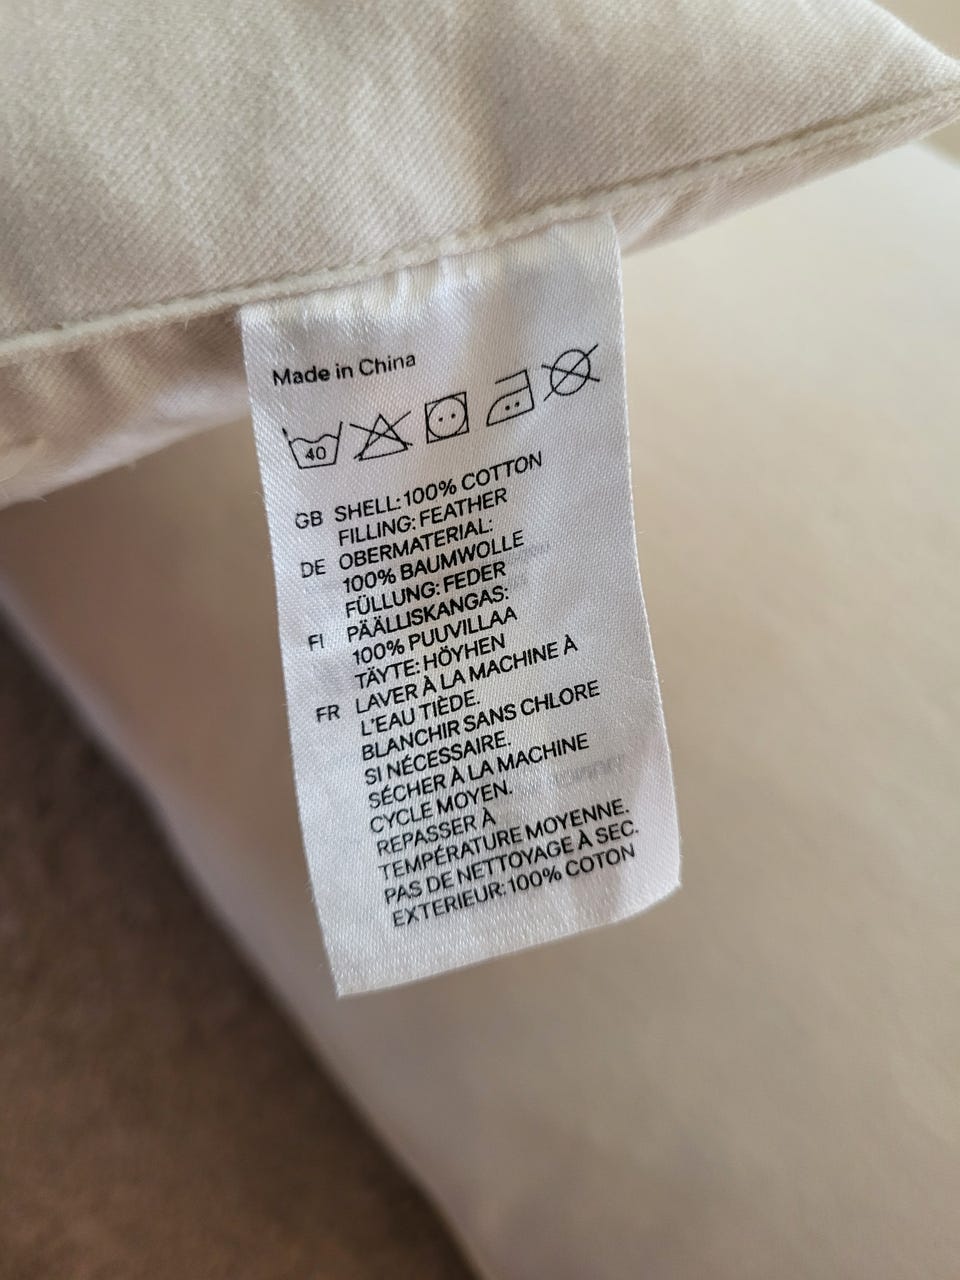 Made in China
40
GB SHELL: 100% COTTON
FILLING: FEATHER
DE OBERMATERIAL:
100% BAUMWOLLE
FÜLLUNG: FEDER
FI PÄÄLLISKANGAS:
100% PUUVILLAA
TÄYTE: HÖYHEN
FR LAVER À LA MACHINE À
L'EAU TIÈDE.
BLANCHIR SANS CHLORE
SI NÉCESSAIRE.
SÉCHER À LA MACHINE
CYCLE MOYEN.
REPASSER À
TEMPÉRATURE MOYENNE.
PAS DE NETTOYAGE À SEC.
EXTERIEUR: 100% COTON